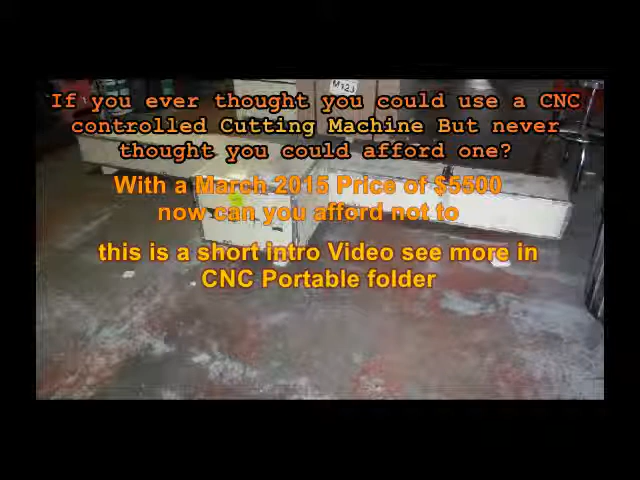 M123
If you ever thought you could use a CNC
controlled Cutting Machine But never
thought you could afford one?
With a March 2015 Price of $5500
now can you afford not to
this is a short intro Video see more in
CNC Portable folder